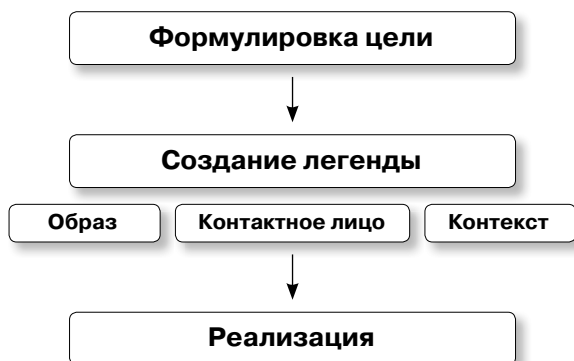 Формулировка цели
Создание легенды
Образ
Контактное лицо
Контекст
Реализация